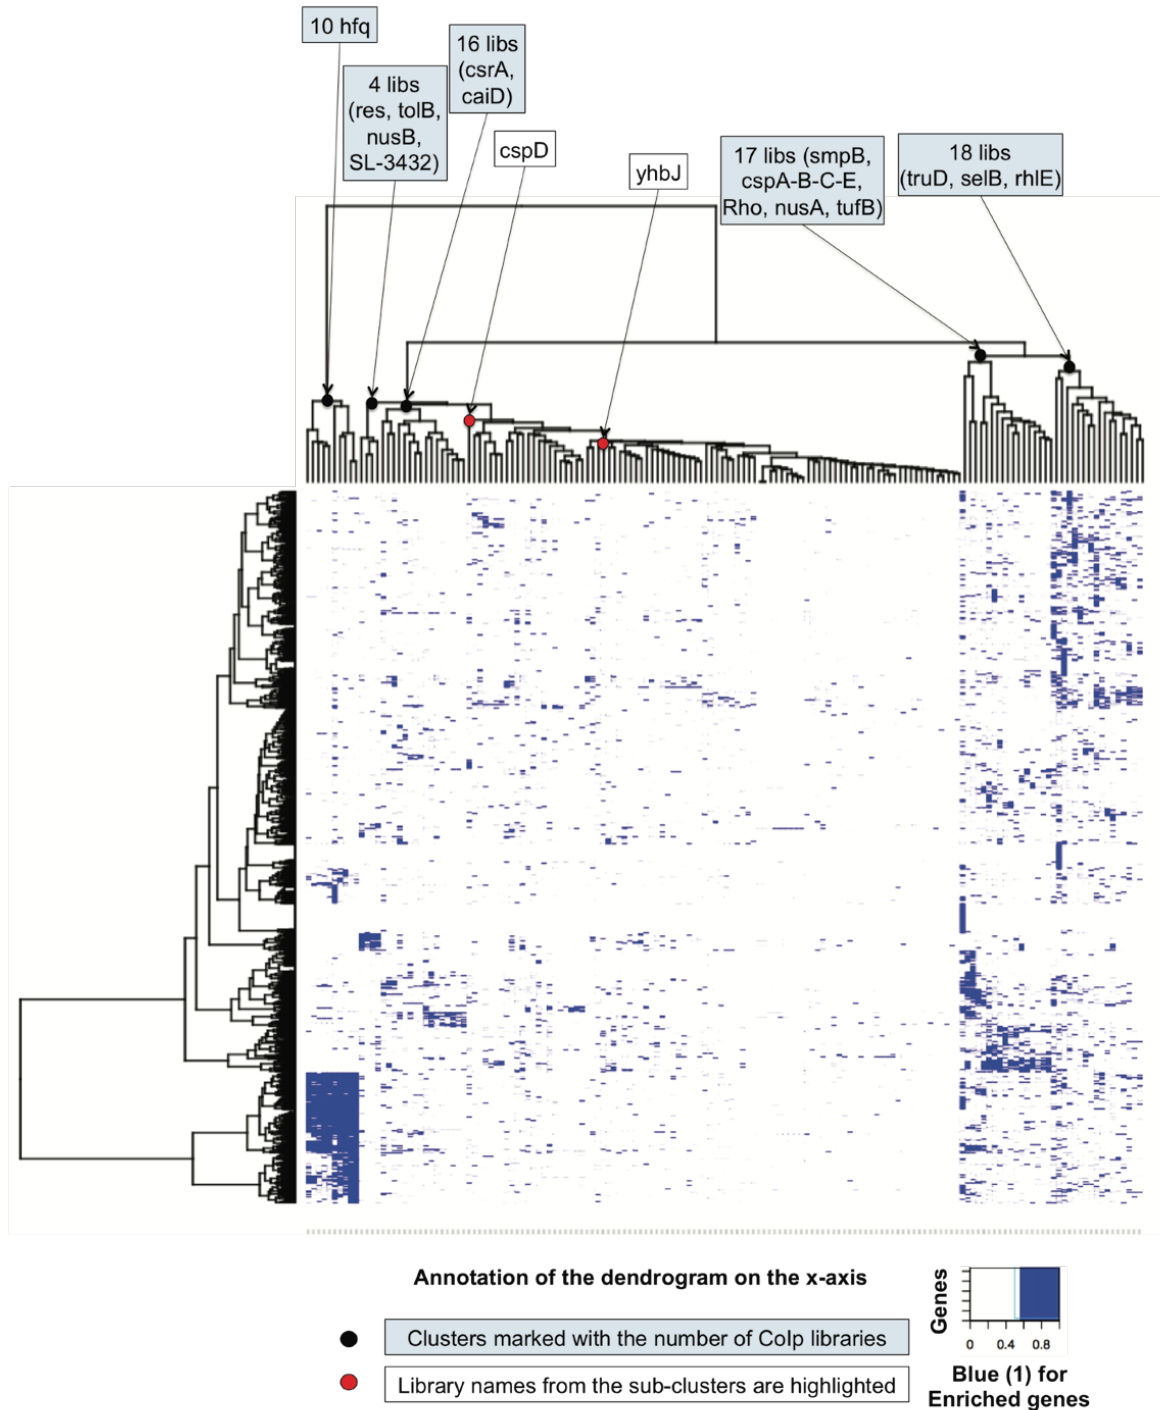 10 hfq
16 libs
(csrA,
caiD)
4 libs
(res, tolB,
nusB,
SL-3432)
cspD
yhbJ
17 libs (smpB,
cspA-B-C-E,
Rho, nusA, tufB)
18 libs
(truD, selB, rhlE)
Annotation of the dendrogram on the x-axis
Clusters marked with the number of CoIp libraries
Library names from the sub-clusters are highlighted
Genes
0 0.4 0.8
Blue (1) for
Enriched genes